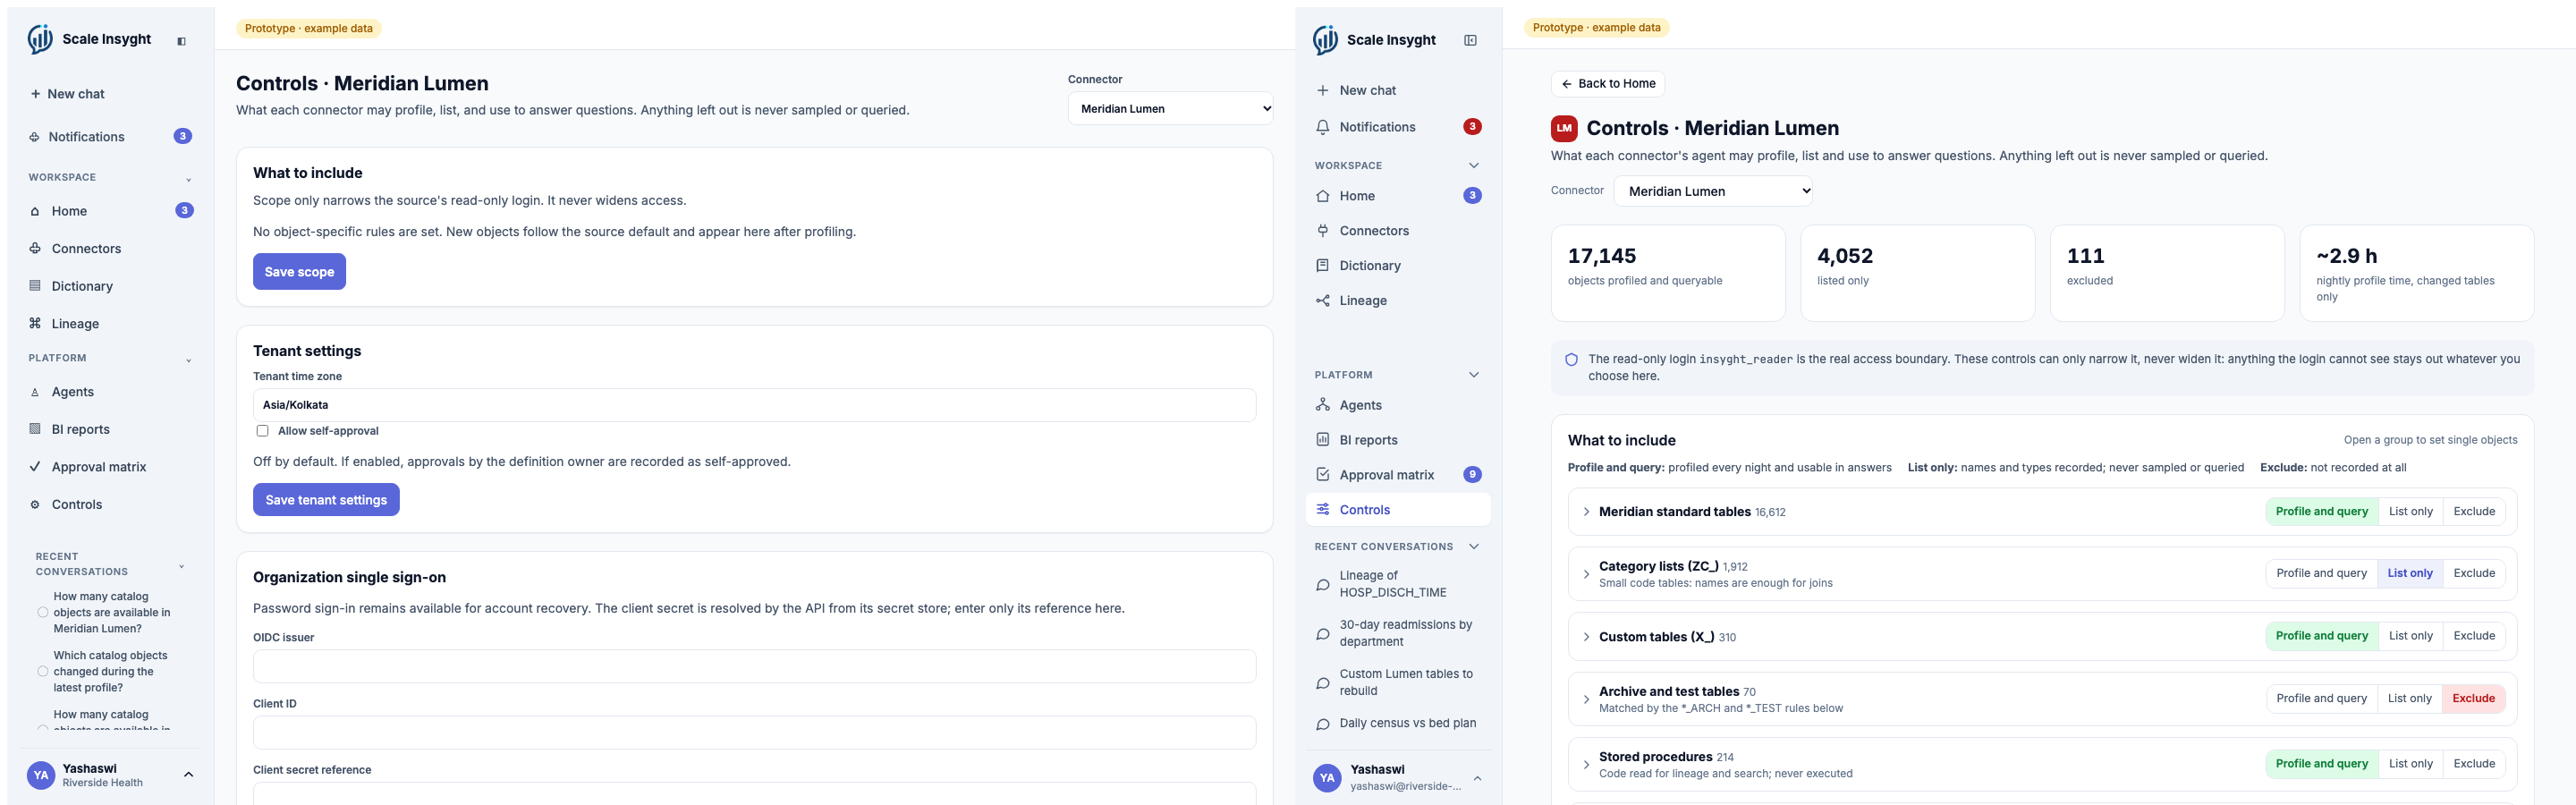 Scale Insyght
+ New chat
Notifications 3
WORKSPACE
Home 3
Connectors
Dictionary
Lineage
PLATFORM
Agents
BI reports
Approval matrix
Controls
RECENT
CONVERSATIONS
How many catalog
objects are available in
Meridian Lumen?
Which catalog objects
changed during the
latest profile?
How many catalog
objects are available in
YA Yashaswi
Riverside Health
Prototype · example data
Controls · Meridian Lumen
What each connector may profile, list, and use to answer questions. Anything left out is never sampled or queried.
Connector
Meridian Lumen
What to include
Scope only narrows the source's read-only login. It never widens access.
No object-specific rules are set. New objects follow the source default and appear here after profiling.
Save scope
Tenant settings
Tenant time zone
Asia/Kolkata
Allow self-approval
Off by default. If enabled, approvals by the definition owner are recorded as self-approved.
Save tenant settings
Organization single sign-on
Password sign-in remains available for account recovery. The client secret is resolved by the API from its secret store; enter only its reference here.
OIDC issuer
Client ID
Client secret reference
Scale Insyght
New chat
Notifications 3
WORKSPACE
Home 3
Connectors
Dictionary
Lineage
PLATFORM
Agents
BI reports
Approval matrix 9
Controls
RECENT CONVERSATIONS
Lineage of
HOSP_DISCH_TIME
30-day readmissions by
department
Custom Lumen tables to
rebuild
Daily census vs bed plan
YA Yashaswi
yashaswi@riverside-...
Prototype · example data
← Back to Home
LM Controls · Meridian Lumen
What each connector's agent may profile, list and use to answer questions. Anything left out is never sampled or queried.
Connector Meridian Lumen
17,145
objects profiled and queryable
4,052
listed only
111
excluded
~2.9 h
nightly profile time, changed tables
only
The read-only login insyght_reader is the real access boundary. These controls can only narrow it, never widen it: anything the login cannot see stays out whatever you
choose here.
What to include Open a group to set single objects
Profile and query: profiled every night and usable in answers List only: names and types recorded; never sampled or queried Exclude: not recorded at all
Meridian standard tables 16,612 Profile and query List only Exclude
Category lists (ZC_) 1,912 Profile and query List only Exclude
Small code tables: names are enough for joins
Custom tables (X_) 310 Profile and query List only Exclude
Archive and test tables 70 Profile and query List only Exclude
Matched by the *_ARCH and *_TEST rules below
Stored procedures 214 Profile and query List only Exclude
Code read for lineage and search; never executed